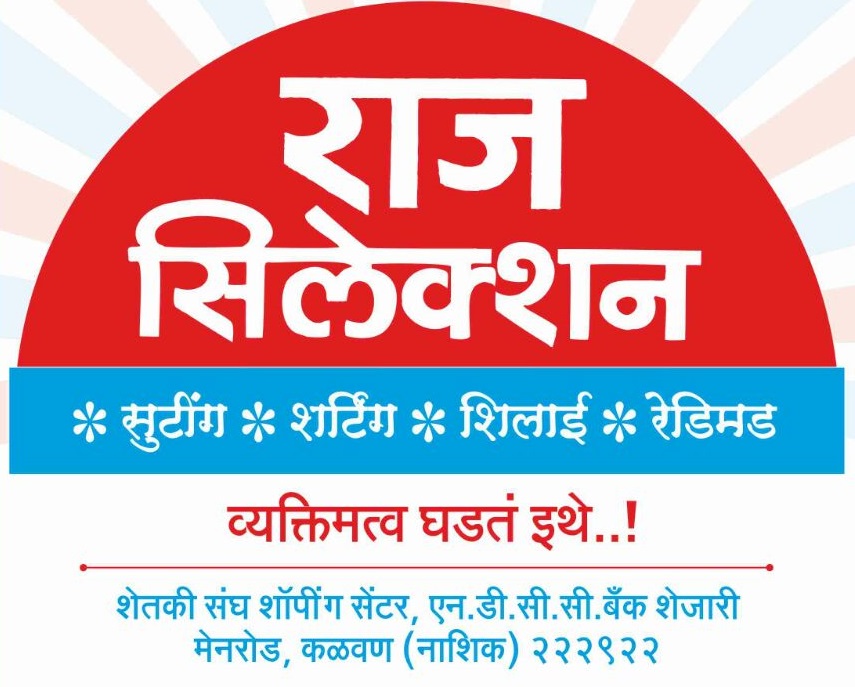 राज
सिलेक्शन
* सुटींग * शर्टिंग * शिलाई * रेडिमड
व्यक्तिमत्व घडतं इथे..!
शेतकी संघ शॉपींग सेंटर, एन.डी.सी.सी.बँक शेजारी
मेनरोड, कळवण (नाशिक) २२२९२२